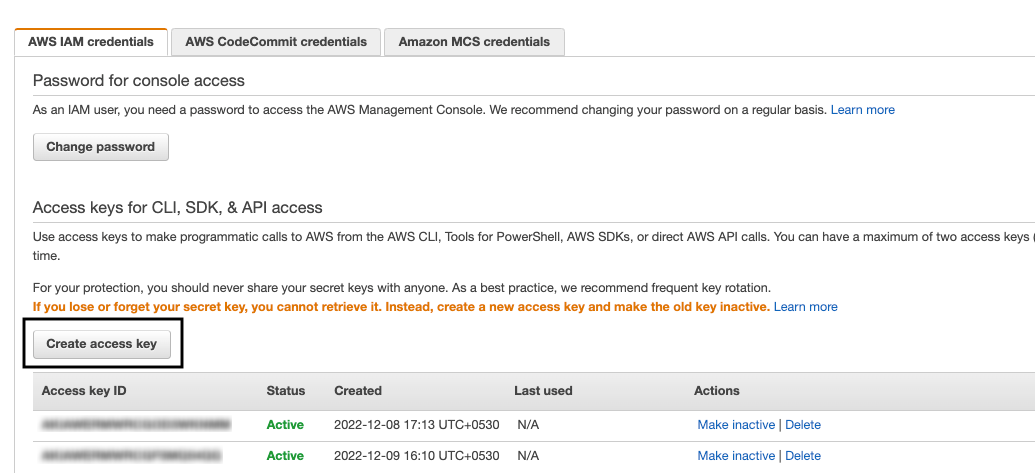 AWS IAM credentials AWS CodeCommit credentials Amazon MCS credentials
Password for console access
As an IAM user, you need a password to access the AWS Management Console. We recommend changing your password on a regular basis. Learn more
Change password
Access keys for CLI, SDK, & API access
Use access keys to make programmatic calls to AWS from the AWS CLI, Tools for PowerShell, AWS SDKs, or direct AWS API calls. You can have a maximum of two access keys (
time.
For your protection, you should never share your secret keys with anyone. As a best practice, we recommend frequent key rotation.
If you lose or forget your secret key, you cannot retrieve it. Instead, create a new access key and make the old key inactive. Learn more
Create access key
Access key ID Status Created Last used Actions
Active 2022-12-08 17:13 UTC+0530 N/A Make inactive | Delete
Active 2022-12-09 16:10 UTC+0530 N/A Make inactive | Delete